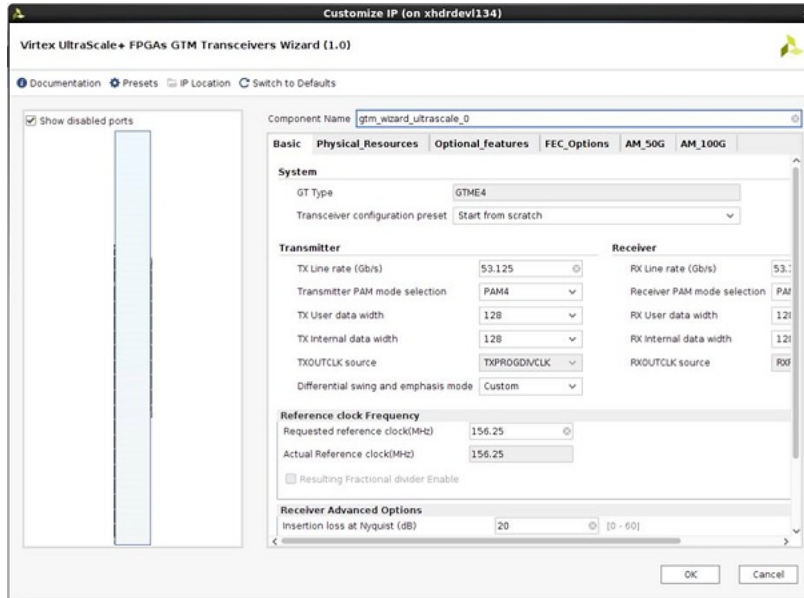 Customize IP (on xhdrdevl134)
Virtex UltraScale+ FPGAs GTM Transceivers Wizard (1.0)
Documentation Presets IP Location Switch to Defaults
Show disabled ports
Component Name gtm_wizard_ultrascale_0
Basic Physical_Resources Optional_features FEC_Options AM_50G AM_100G
System
GT Type GTME4
Transceiver configuration preset Start from scratch
Transmitter Receiver
TX Line rate (Gb/s) 53.125 RX Line rate (Gb/s)
Transmitter PAM mode selection PAM4 Receiver PAM mode selection
TX User data width 128 RX User data width
TX Internal data width 128 RX Internal data width
TXOUTCLK source TXPROGDIVCLK RXOUTCLK source
Differential swing and emphasis mode Custom
Reference clock Frequency
Requested reference clock(MHz) 156.25
Actual Reference clock(MHz) 156.25
Resulting Fractional divider Enable
Receiver Advanced Options
Insertion loss at Nyquist (dB) 20 [0 - 60]
OK Cancel